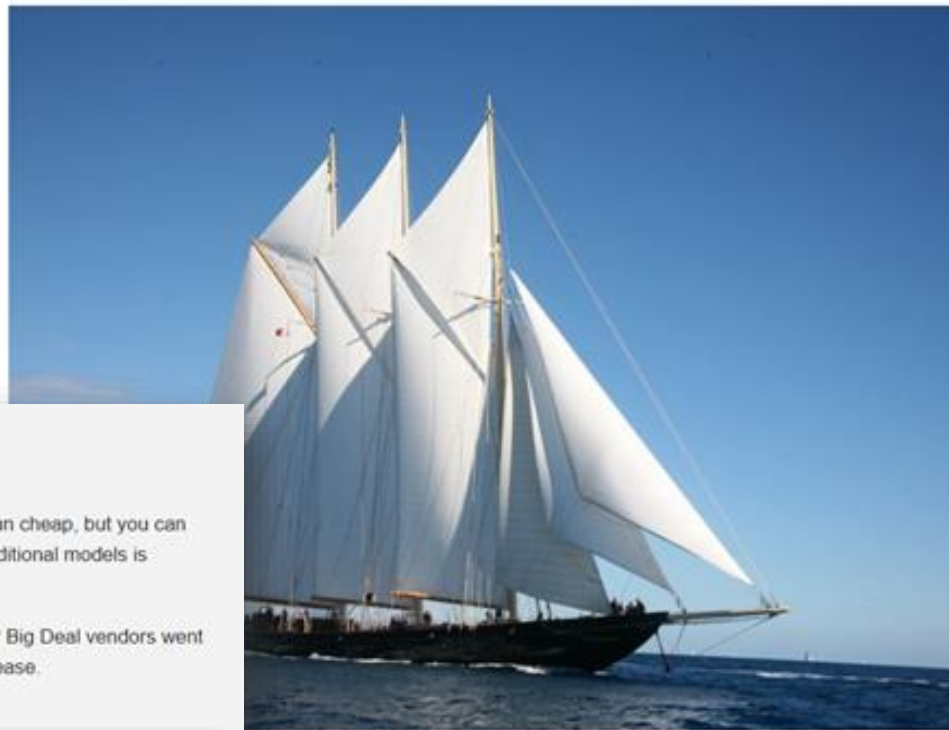 an cheap, but you can
ditional models is
Big Deal vendors went
ease.